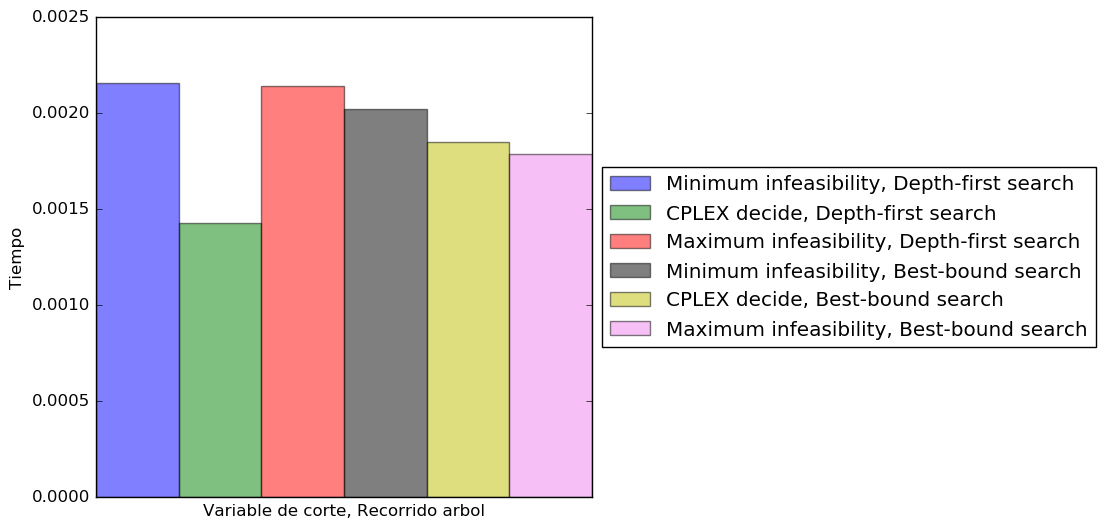 0.0025
0.0020
0.0015
0.0010
0.0005
0.0000
Tiempo
Variable de corte, Recorrido arbol
Minimum infeasibility, Depth-first search
CPLEX decide, Depth-first search
Maximum infeasibility, Depth-first search
Minimum infeasibility, Best-bound search
CPLEX decide, Best-bound search
Maximum infeasibility, Best-bound search